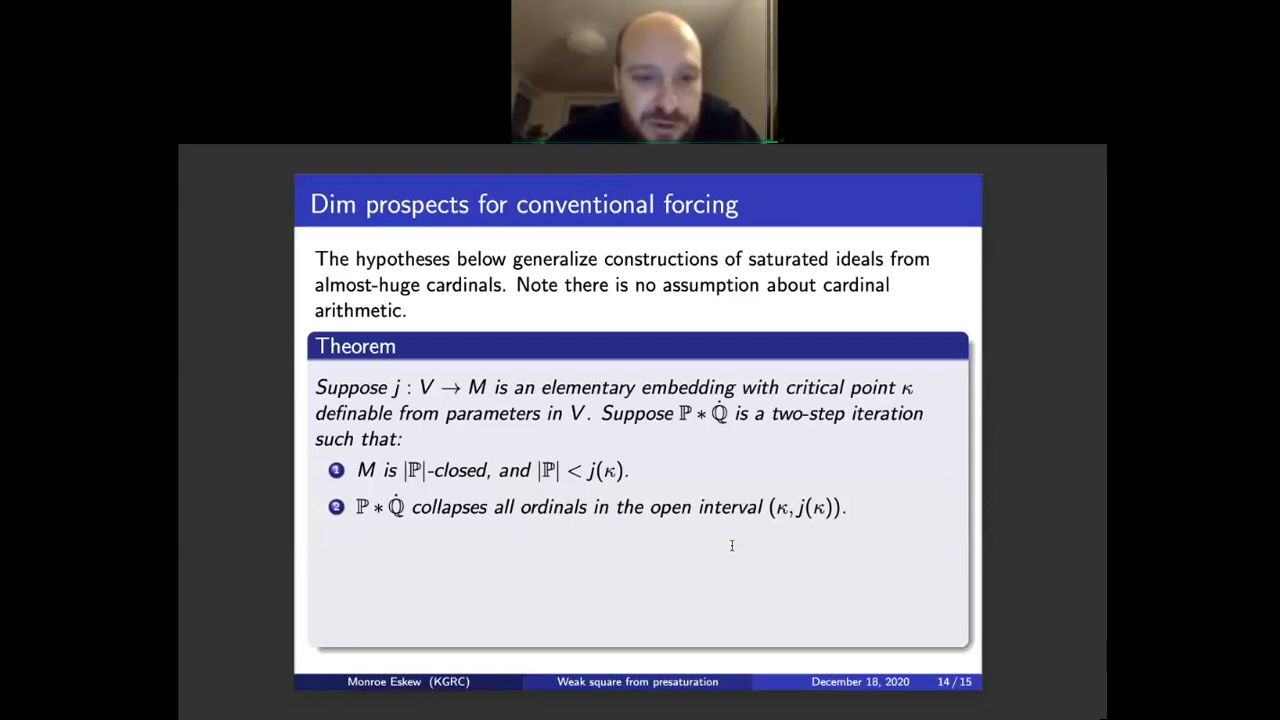 Dim prospects for conventional forcing
The hypotheses below generalize constructions of saturated ideals from
almost-huge cardinals. Note there is no assumption about cardinal
arithmetic.
Theorem
Suppose j : V → M is an elementary embedding with critical point κ
definable from parameters in V. Suppose ℙ ∗ ℚ̇ is a two-step iteration
such that:
1 M is |ℙ|-closed, and |ℙ| < j(κ).
2 ℙ ∗ ℚ̇ collapses all ordinals in the open interval (κ, j(κ)).
Monroe Eskew (KGRC) Weak square from presaturation December 18, 2020 14 / 15